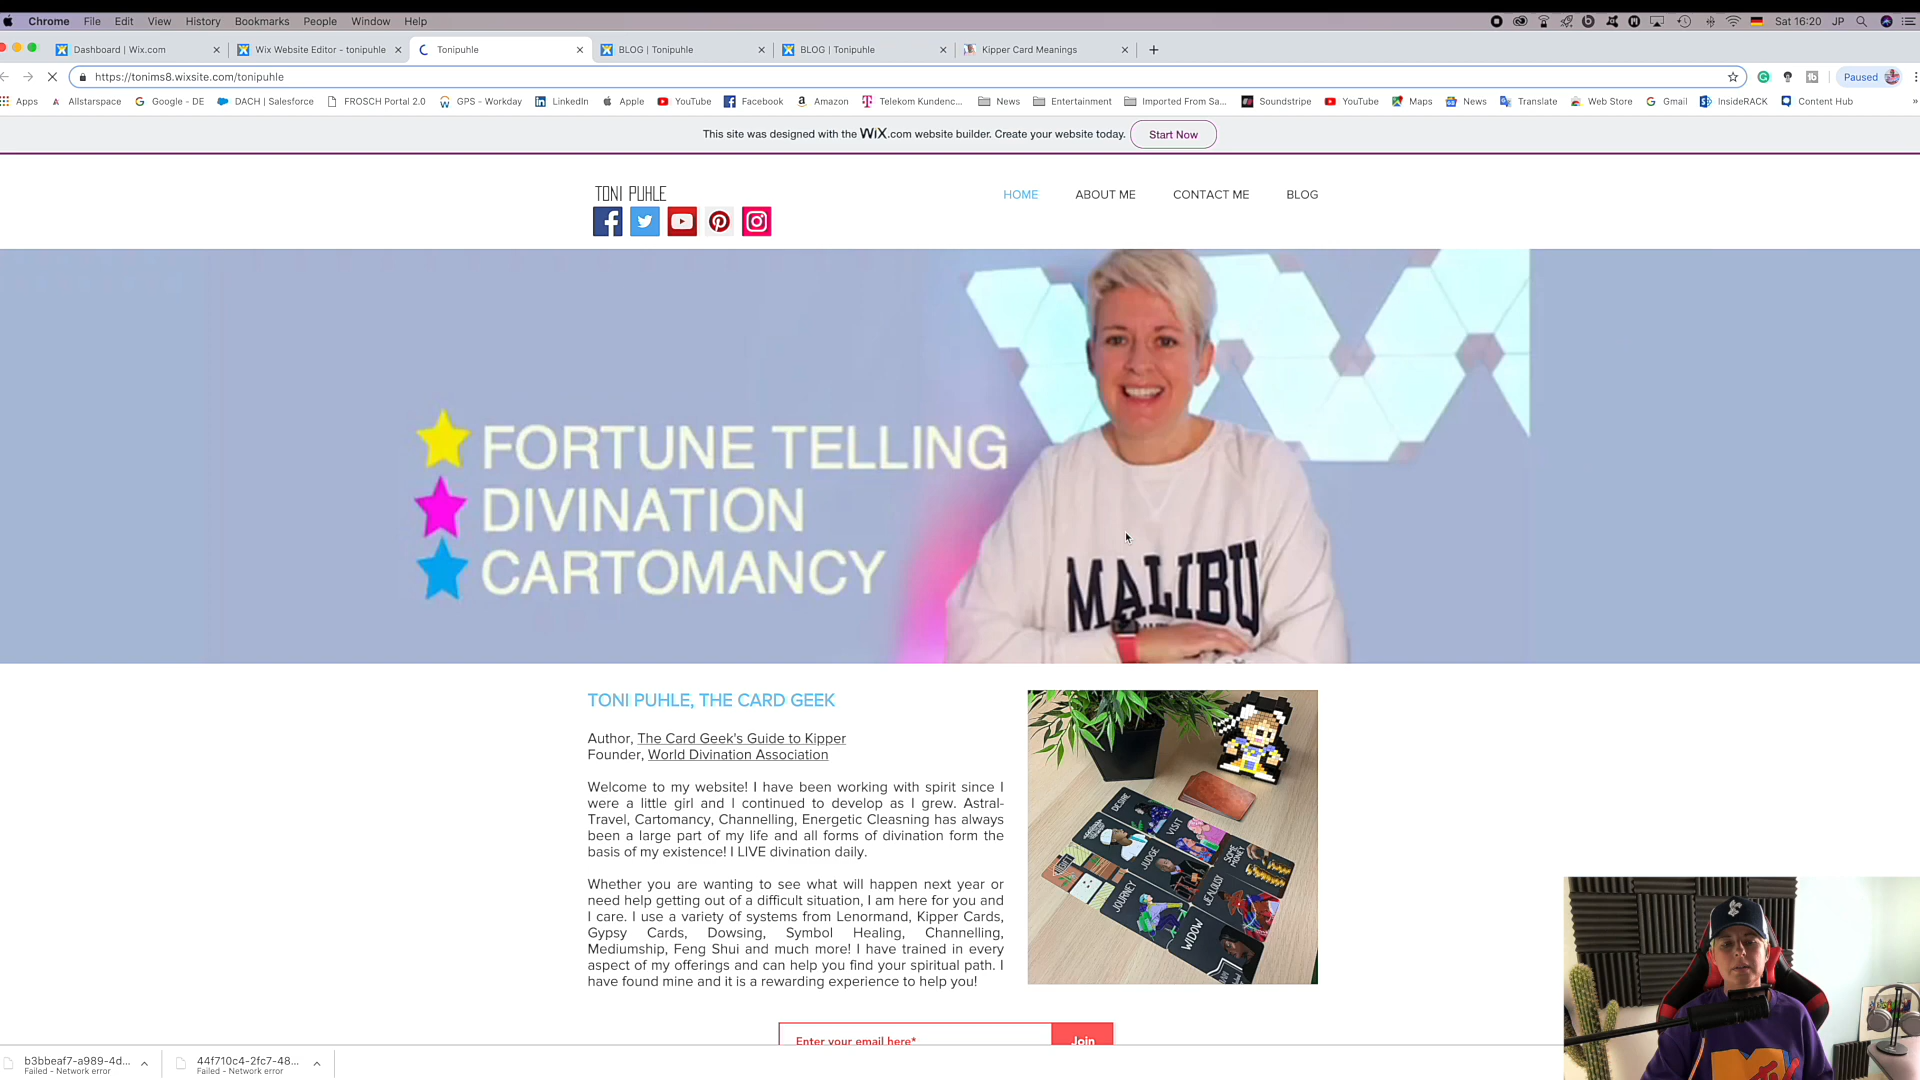 Chrome File Edit View History Bookmarks People Window Help
Sat 16:20 JP
Dashboard | Wix.com
Wix Website Editor - tonipuhle
Tonipuhle
BLOG | Tonipuhle
BLOG | Tonipuhle
Kipper Card Meanings
https://tonims8.wixsite.com/tonipuhle
Paused
Apps Allstarspace Google - DE DACH | Salesforce FROSCH Portal 2.0 GPS - Workday LinkedIn Apple YouTube Facebook Amazon Telekom Kundenc... News Entertainment Imported From Sa... Soundstripe YouTube Maps News Translate Web Store Gmail InsideRACK Content Hub
This site was designed with the WiX.com website builder. Create your website today. Start Now
TONI PUHLE
HOME ABOUT ME CONTACT ME BLOG
FORTUNE TELLING
DIVINATION
CARTOMANCY
MALIBU
TONI PUHLE, THE CARD GEEK
Author, The Card Geek's Guide to Kipper
Founder, World Divination Association
Welcome to my website! I have been working with spirit since I
were a little girl and I continued to develop as I grew. Astral-
Travel, Cartomancy, Channelling, Energetic Cleasning has always
been a large part of my life and all forms of divination form the
basis of my existence! I LIVE divination daily.
Whether you are wanting to see what will happen next year or
need help getting out of a difficult situation, I am here for you and
I care. I use a variety of systems from Lenormand, Kipper Cards,
Gypsy Cards, Dowsing, Symbol Healing, Channelling,
Mediumship, Feng Shui and much more! I have trained in every
aspect of my offerings and can help you find your spiritual path. I
have found mine and it is a rewarding experience to help you!
DESIRE
VISIT
JUDGE
SOME MONEY
GIFT
JOURNEY
JEALOUSY
WIDOW
Enter your email here*
Join
b3bbeaf7-a989-4d...
Failed - Network error
44f710c4-2fc7-48...
Failed - Network error